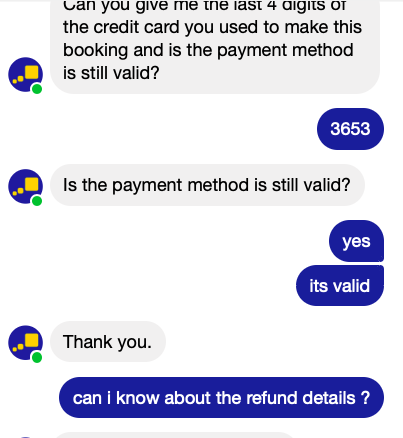 Can you give me the last 4 digits of
the credit card you used to make this
booking and is the payment method
is still valid?
3653
Is the payment method is still valid?
yes
its valid
Thank you.
can i know about the refund details ?